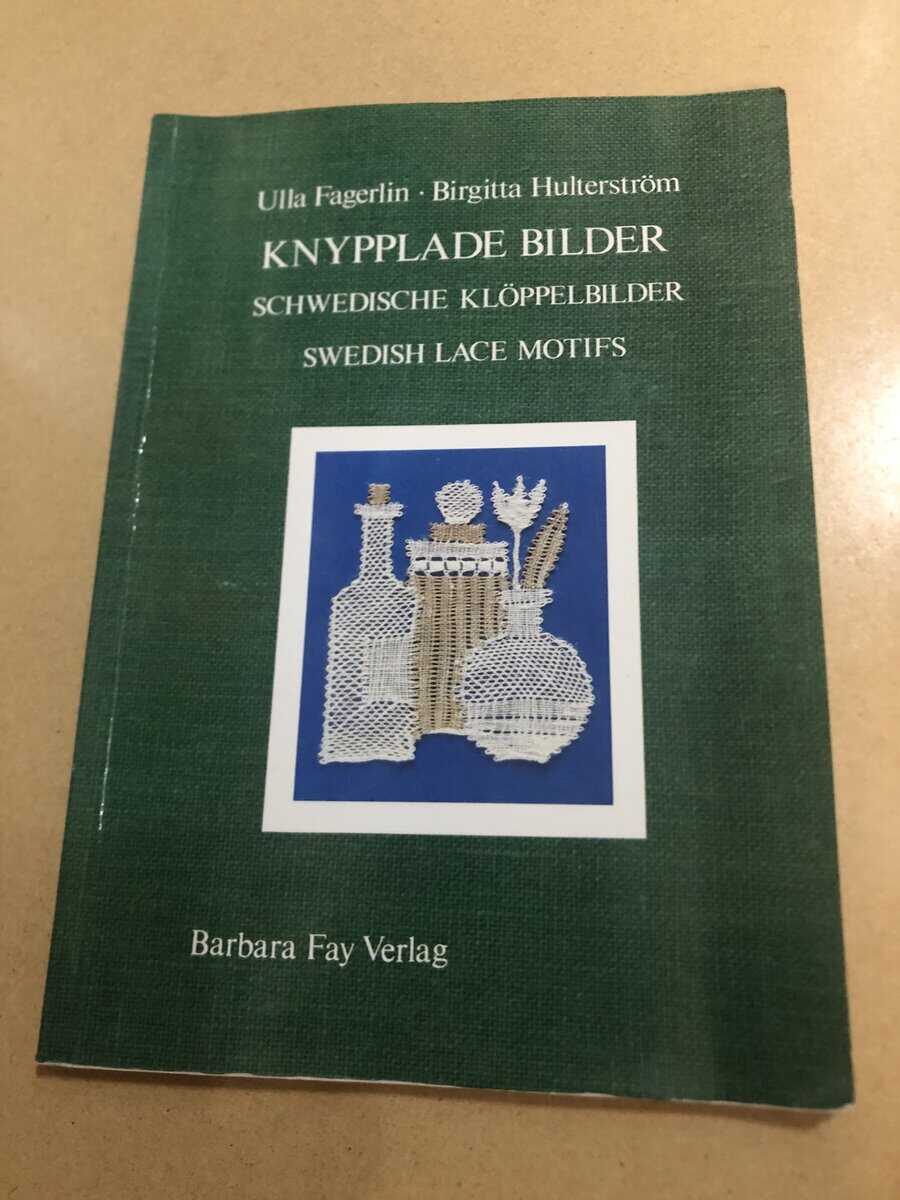 Ulla Fagerlin · Birgitta Hulterström
KNYPPLADE BILDER
SCHWEDISCHE KLÖPPELBILDER
SWEDISH LACE MOTIFS
Barbara Fay Verlag